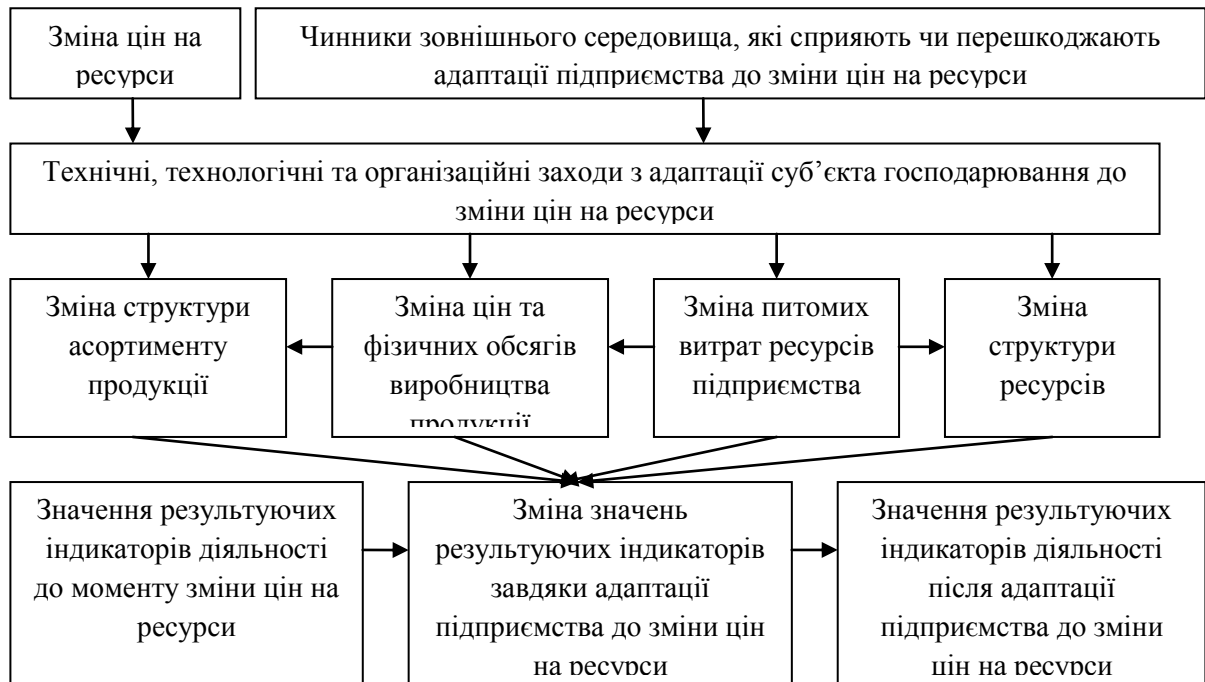 Зміна цін на
ресурси
Чинники зовнішнього середовища, які сприяють чи перешкоджають
адаптації підприємства до зміни цін на ресурси
Технічні, технологічні та організаційні заходи з адаптації суб’єкта господарювання до
зміни цін на ресурси
Зміна структури
асортименту
продукції
Зміна цін та
фізичних обсягів
виробництва
продукції
Зміна питомих
витрат ресурсів
підприємства
Зміна
структури
ресурсів
Значення результуючих
індикаторів діяльності
до моменту зміни цін на
ресурси
Зміна значень
результуючих індикаторів
завдяки адаптації
підприємства до зміни цін
на ресурси
Значення результуючих
індикаторів діяльності
після адаптації
підприємства до зміни
цін на ресурси